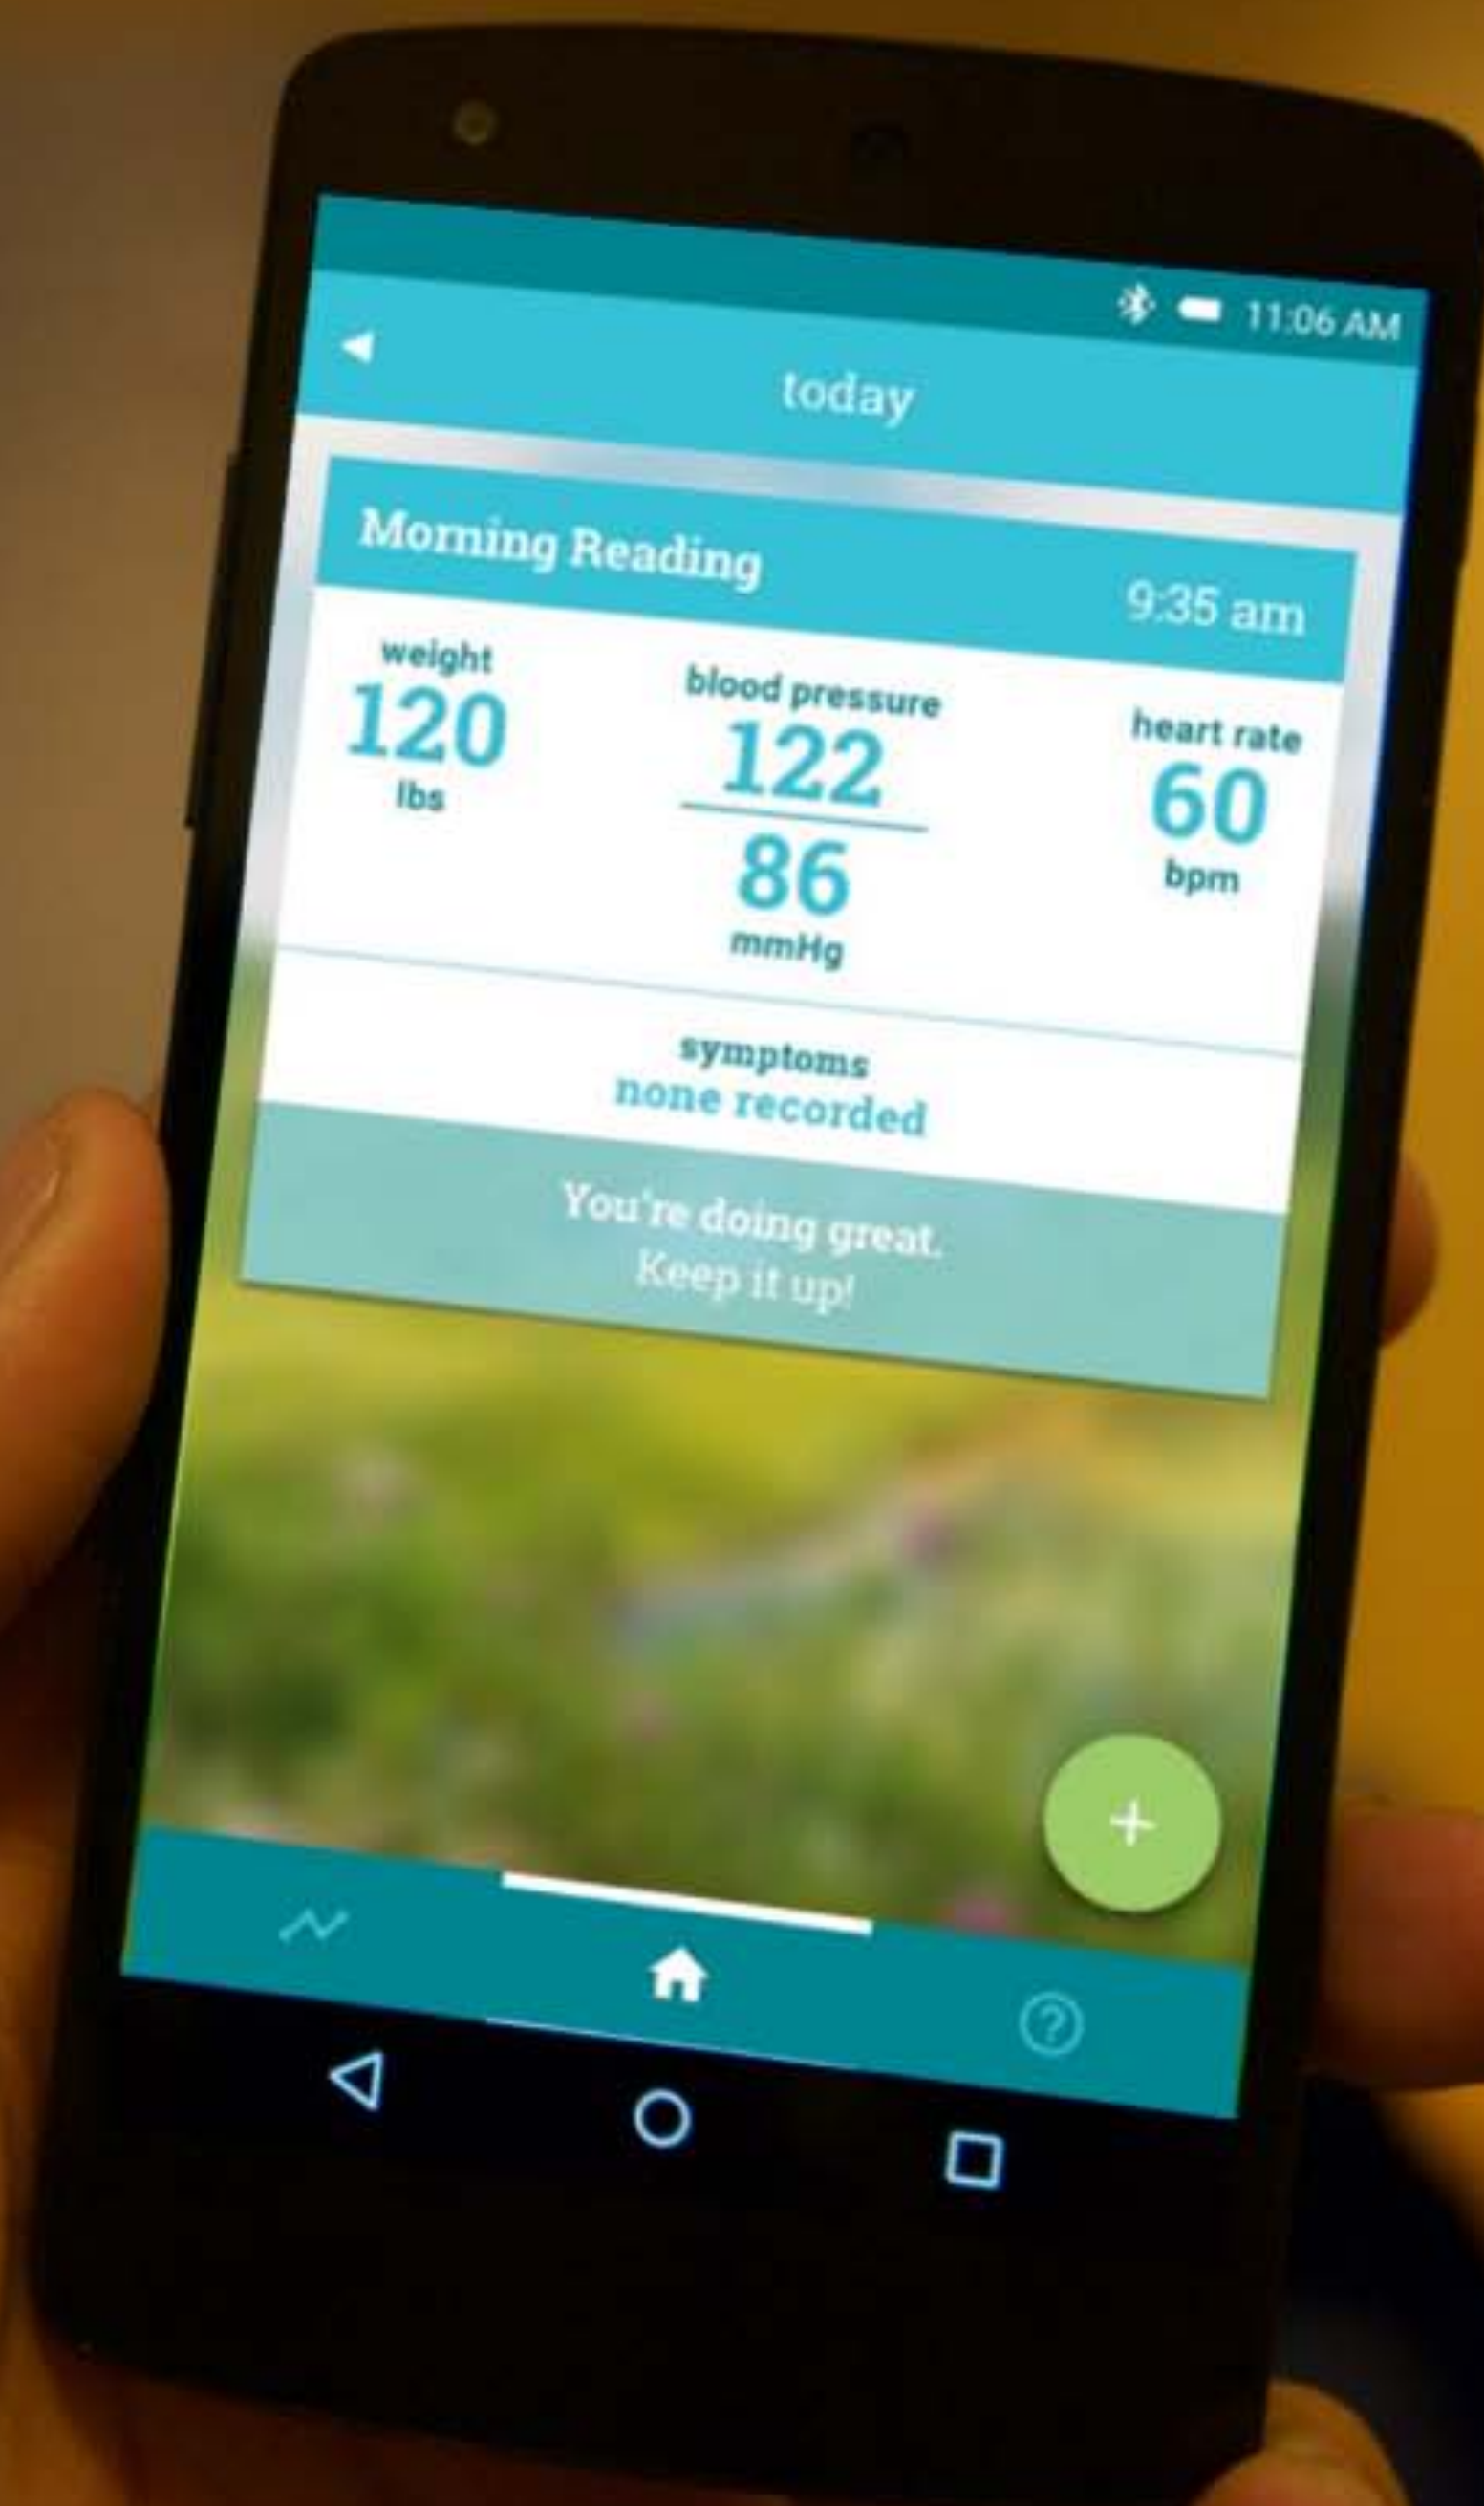 11:06 AM
today
Morning Reading 9:35 am
weight blood pressure heart rate
120 122 60
lbs 86 bpm
mmHg
symptoms
none recorded
You're doing great.
Keep it up!
+
?